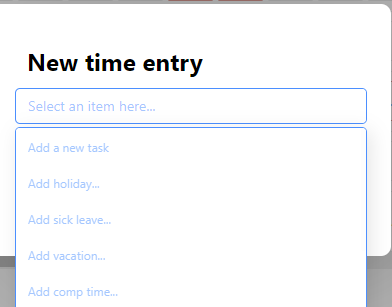 New time entry
Select an item here...
Add a new task
Add holiday...
Add sick leave...
Add vacation...
Add comp time...